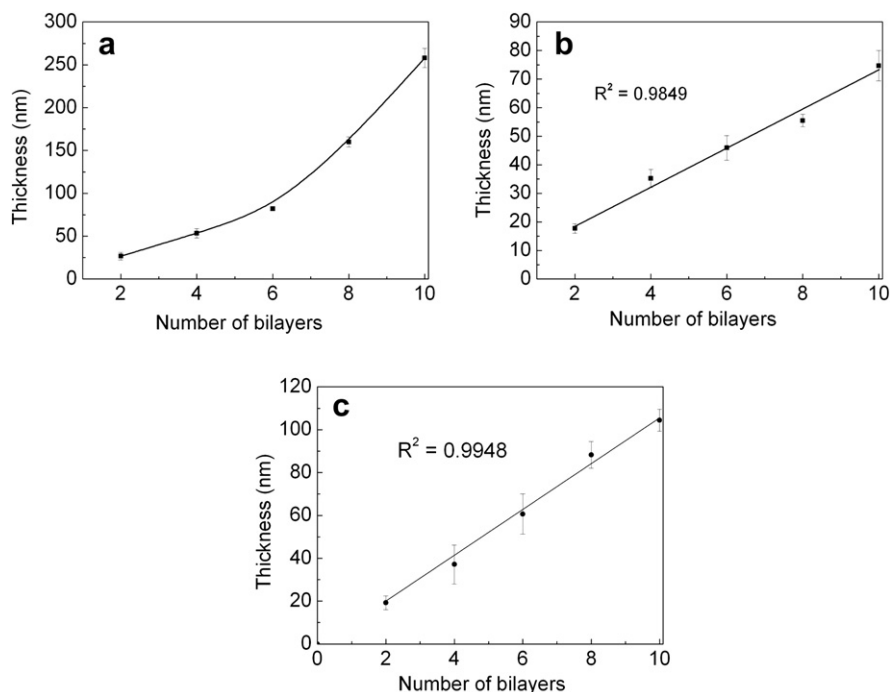 a
300
250
200
150
100
50
0
Thickness (nm)
2 4 6 8 10
Number of bilayers
b
R² = 0.9849
90
80
70
60
50
40
30
20
10
0
Thickness (nm)
2 4 6 8 10
Number of bilayers
c
R² = 0.9948
120
100
80
60
40
20
0
Thickness (nm)
0 2 4 6 8 10
Number of bilayers